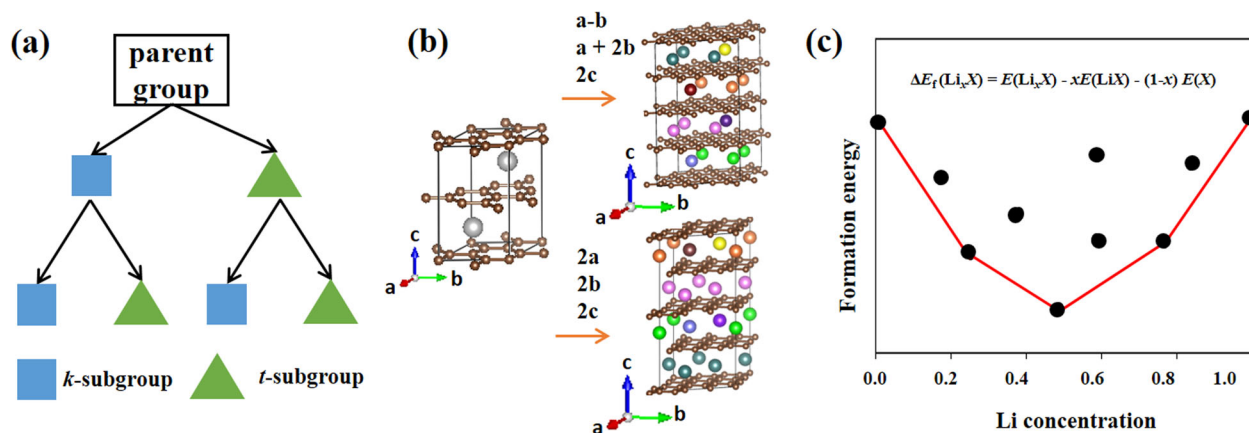 (a)
parent
group
k-subgroup
t-subgroup
(b)
a-b
a + 2b
2c
c
b
a
c
b
a
2a
2b
2c
c
b
a
(c)
ΔEf (LixX) = E(LixX) - xE(LiX) - (1-x) E(X)
Formation energy
0.0 0.2 0.4 0.6 0.8 1.0
Li concentration